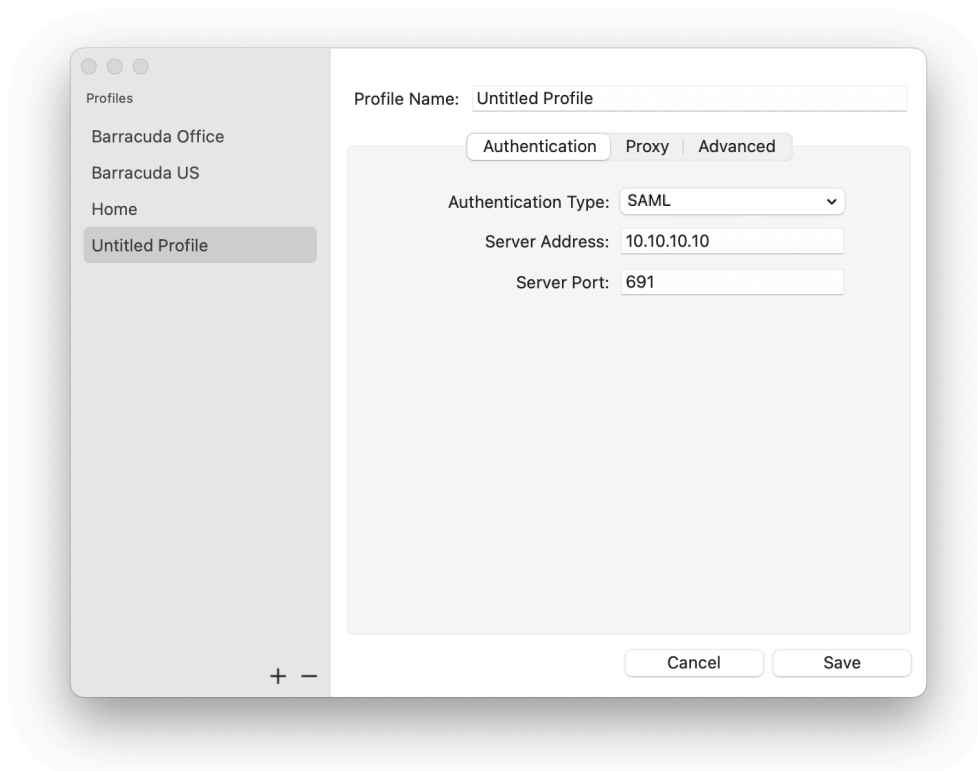 Profiles
Barracuda Office
Barracuda US
Home
Untitled Profile
Profile Name: Untitled Profile
Authentication Proxy Advanced
Authentication Type: SAML
Server Address: 10.10.10.10
Server Port: 691
Cancel Save